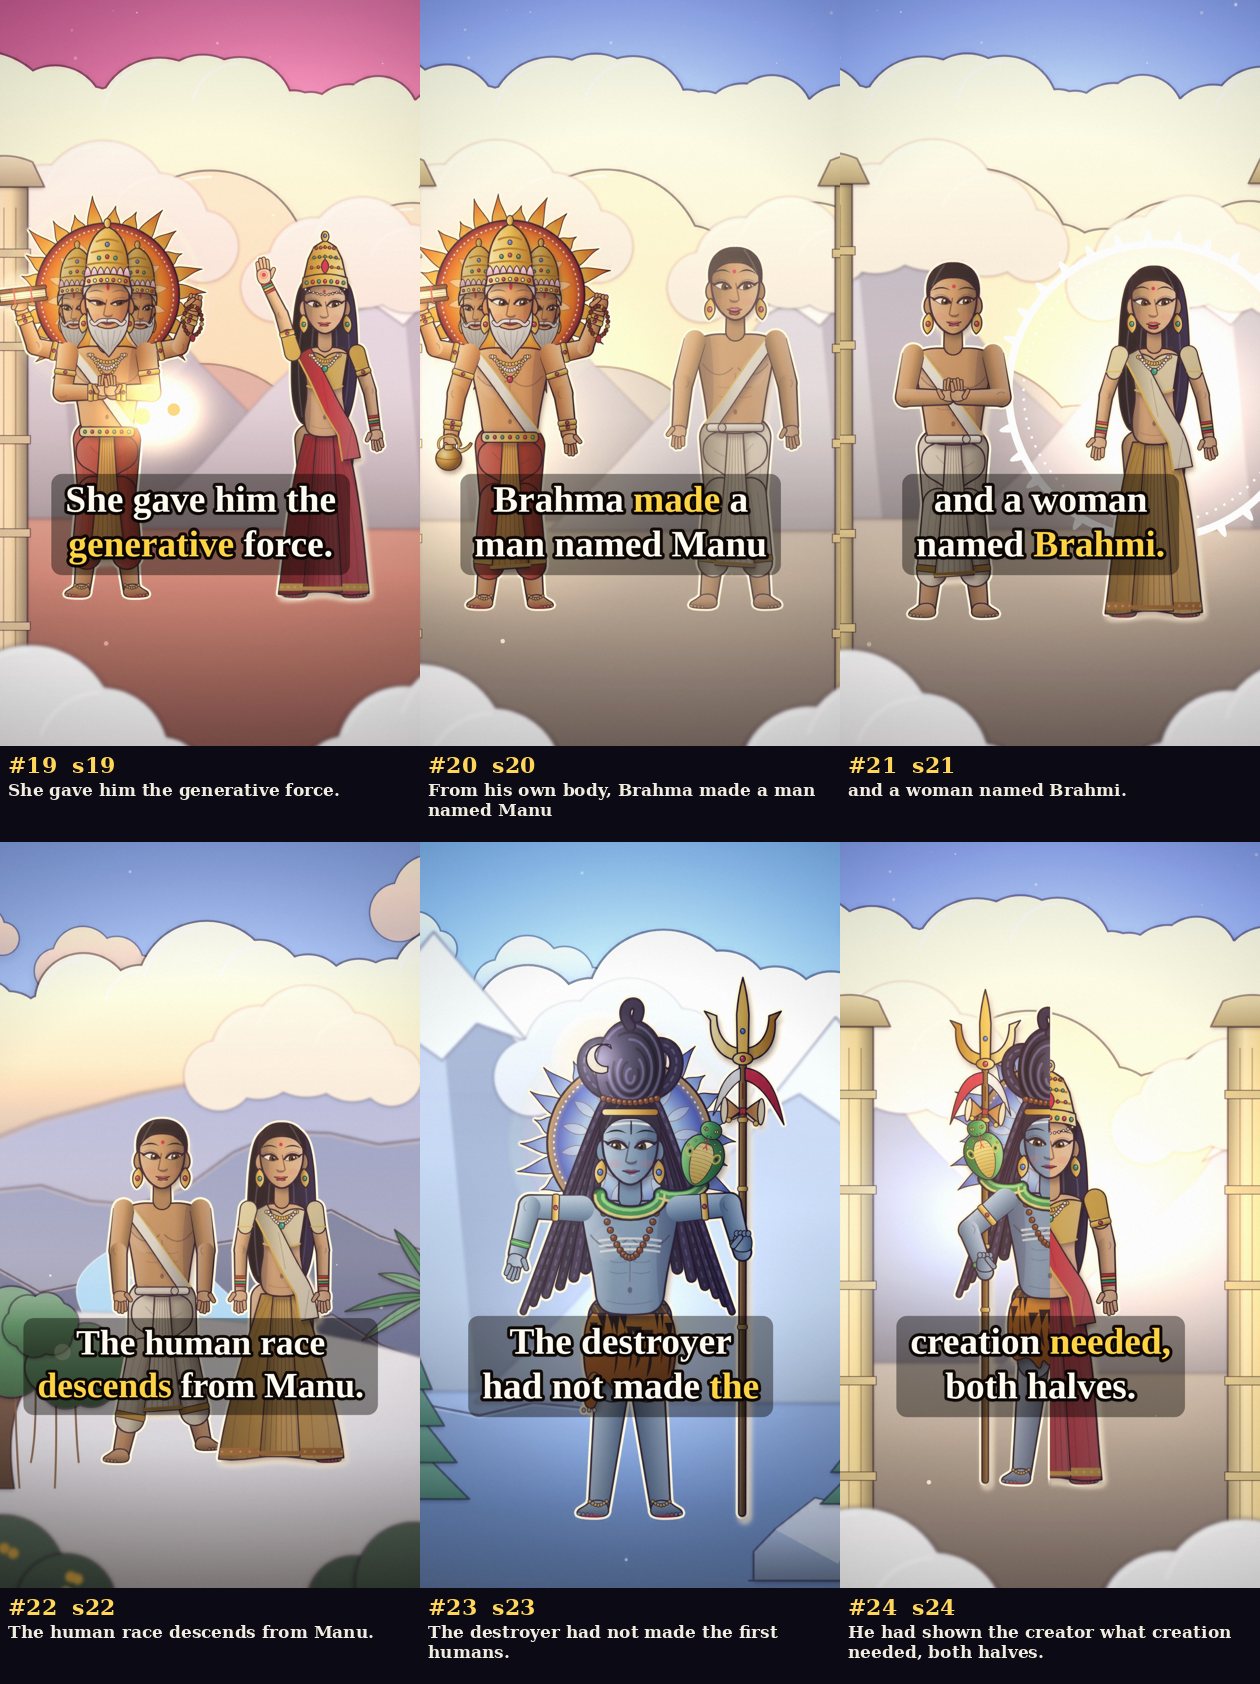 She gave him the
generative force.
Brahma made a
man named Manu
and a woman
named Brahmi.
#19 s19
She gave him the generative force.
#20 s20
From his own body, Brahma made a man
named Manu
#21 s21
and a woman named Brahmi.
The human race
descends from Manu.
The destroyer
had not made the
creation needed,
both halves.
#22 s22
The human race descends from Manu.
#23 s23
The destroyer had not made the first
humans.
#24 s24
He had shown the creator what creation
needed, both halves.